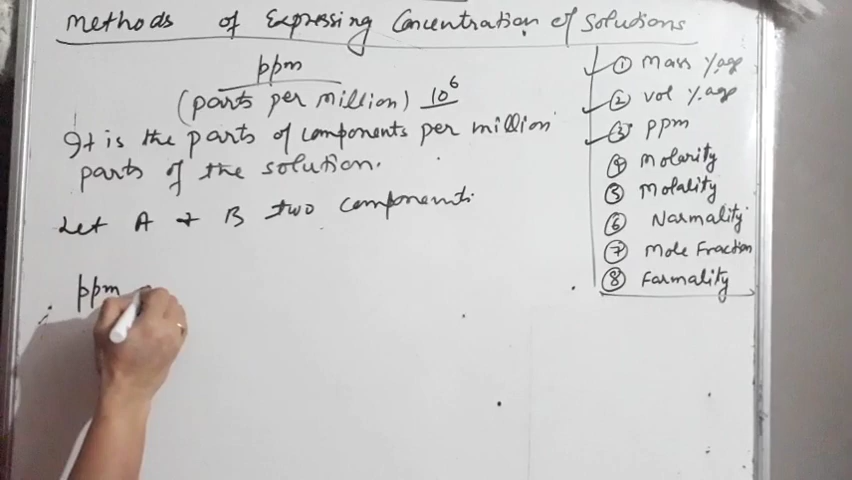 methods of Expressing Concentration of Solutions
ppm
(parts per million) 10⁶
It is the parts of components per million
parts of the solution.
Let A & B two components
ppm
① Mass %age
② Vol %age
③ ppm
④ Molarity
⑤ Molality
⑥ Narmality
⑦ Mole Fraction
⑧ Farmality